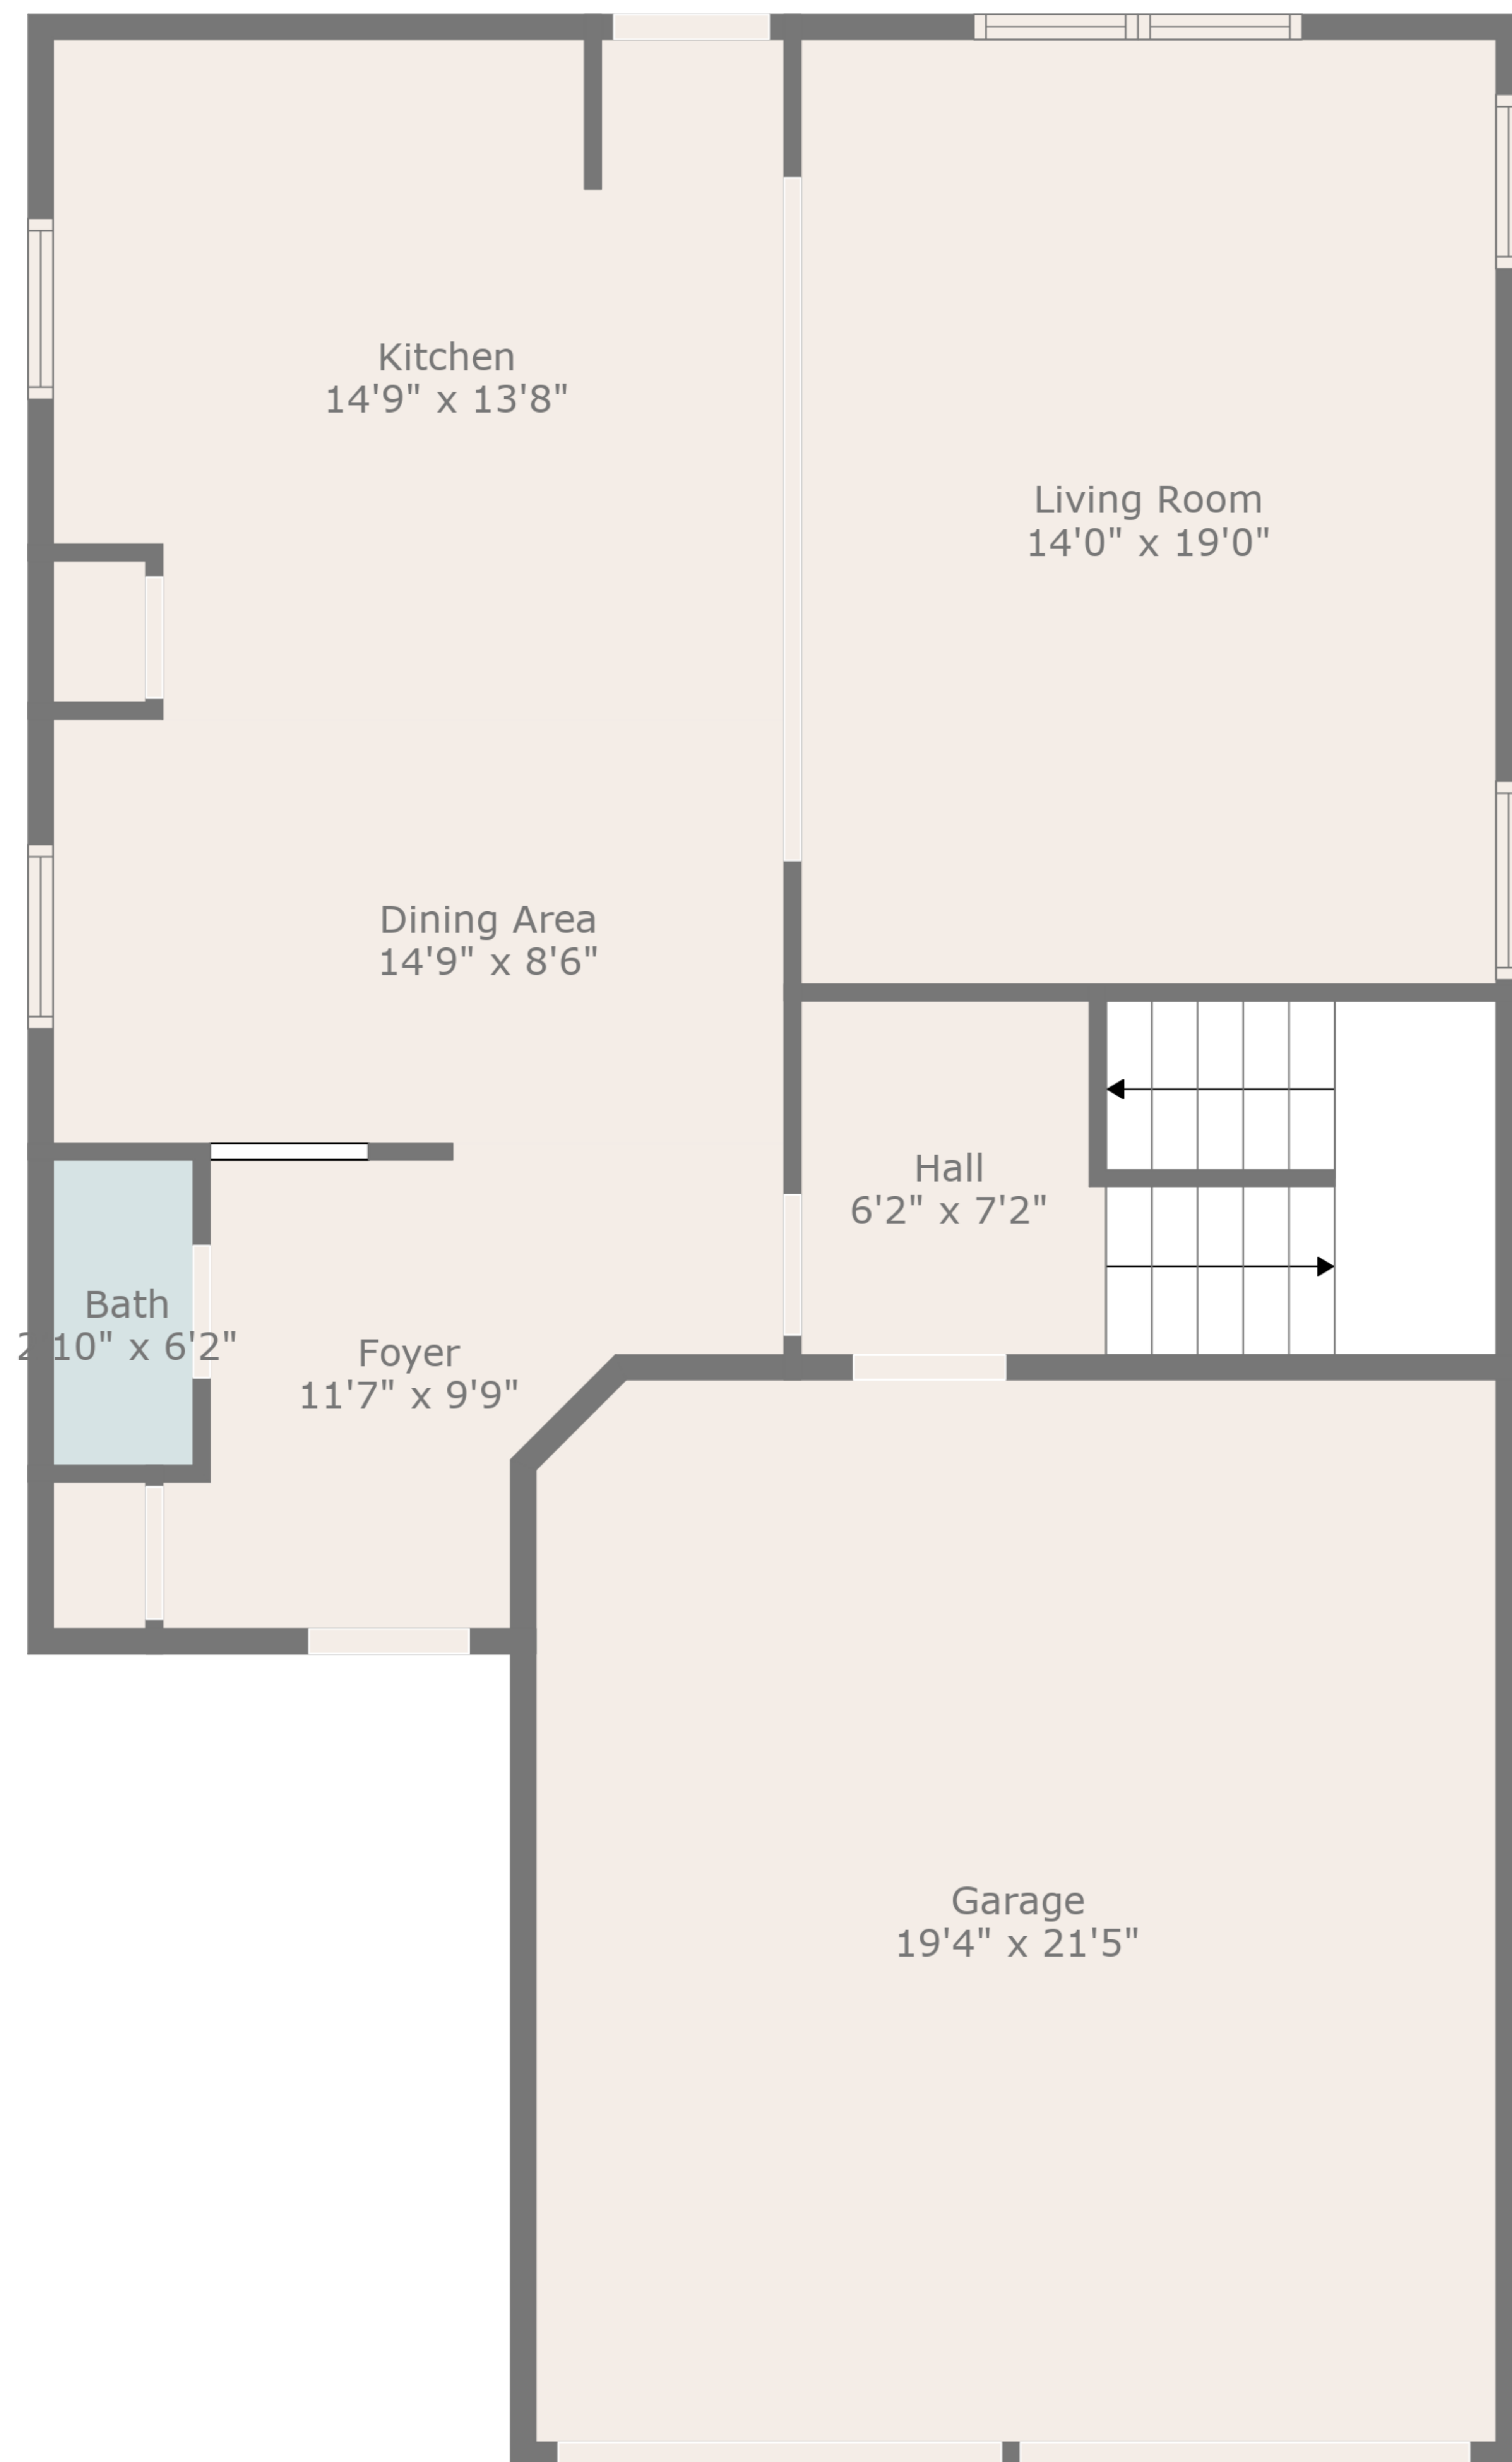 Kitchen
14'9" x 13'8"
Living Room
14'0" x 19'0"
Dining Area
14'9" x 8'6"
Hall
6'2" x 7'2"
Bath
2'10" x 6'2"
Foyer
11'7" x 9'9"
Garage
19'4" x 21'5"